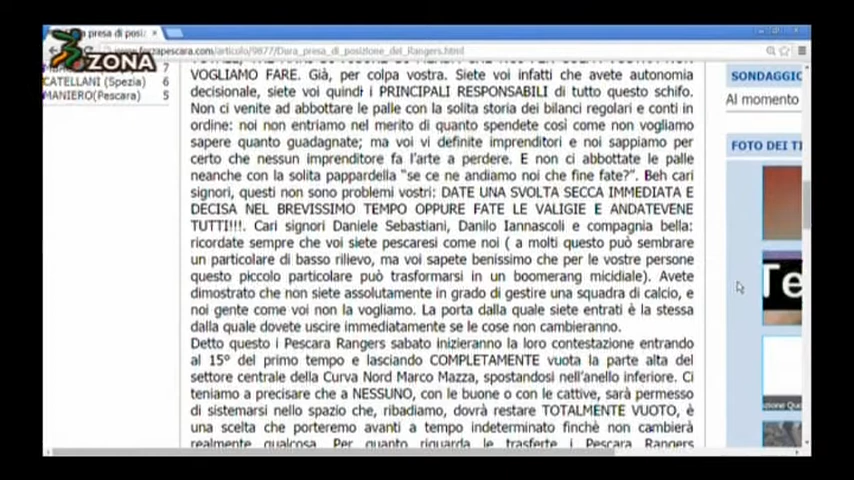 a presa di posiz
www.forzapescara.com/articolo/9877/Dura_presa_di_posizione_dei_Rangers.html
ZONA
7
CATELLANI (Spezia) 6
MANIERO(Pescara) 5
VOGLIAMO FARE. Già, per colpa vostra. Siete voi infatti che avete autonomia
decisionale, siete voi quindi i PRINCIPALI RESPONSABILI di tutto questo schifo.
Non ci venite ad abbottare le palle con la solita storia dei bilanci regolari e conti in
ordine: noi non entriamo nel merito di quanto spendete così come non vogliamo
sapere quanto guadagnate; ma voi vi definite imprenditori e noi sappiamo per
certo che nessun imprenditore fa l'arte a perdere. E non ci abbottate le palle
neanche con la solita pappardella "se ce ne andiamo noi che fine fate?". Beh cari
signori, questi non sono problemi vostri: DATE UNA SVOLTA SECCA IMMEDIATA E
DECISA NEL BREVISSIMO TEMPO OPPURE FATE LE VALIGIE E ANDATEVENE
TUTTI!!!. Cari signori Daniele Sebastiani, Danilo Iannascoli e compagnia bella:
ricordate sempre che voi siete pescaresi come noi ( a molti questo può sembrare
un particolare di basso rilievo, ma voi sapete benissimo che per le vostre persone
questo piccolo particolare può trasformarsi in un boomerang micidiale). Avete
dimostrato che non siete assolutamente in grado di gestire una squadra di calcio, e
noi gente come voi non la vogliamo. La porta dalla quale siete entrati è la stessa
dalla quale dovete uscire immediatamente se le cose non cambieranno.
Detto questo i Pescara Rangers sabato inizieranno la loro contestazione entrando
al 15° del primo tempo e lasciando COMPLETAMENTE vuota la parte alta del
settore centrale della Curva Nord Marco Mazza, spostandosi nell'anello inferiore. Ci
teniamo a precisare che a NESSUNO, con le buone o con le cattive, sarà permesso
di sistemarsi nello spazio che, ribadiamo, dovrà restare TOTALMENTE VUOTO, è
una scelta che porteremo avanti a tempo indeterminato finchè non cambierà
realmente qualcosa. Per quanto riguarda le trasferte i Pescara Rangers
SONDAGGIO
Al momento
FOTO DEI TI
Te
zione Qu